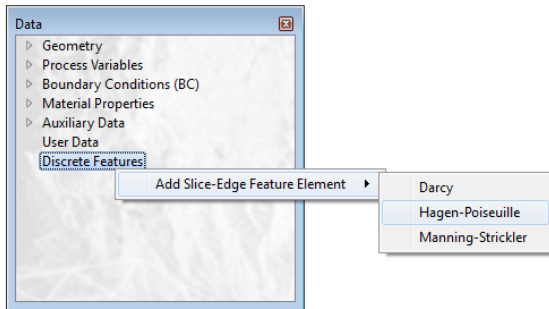 Data
Geometry
Process Variables
Boundary Conditions (BC)
Material Properties
Auxiliary Data
User Data
Discrete Features
Add Slice-Edge Feature Element
Darcy
Hagen-Poiseuille
Manning-Strickler